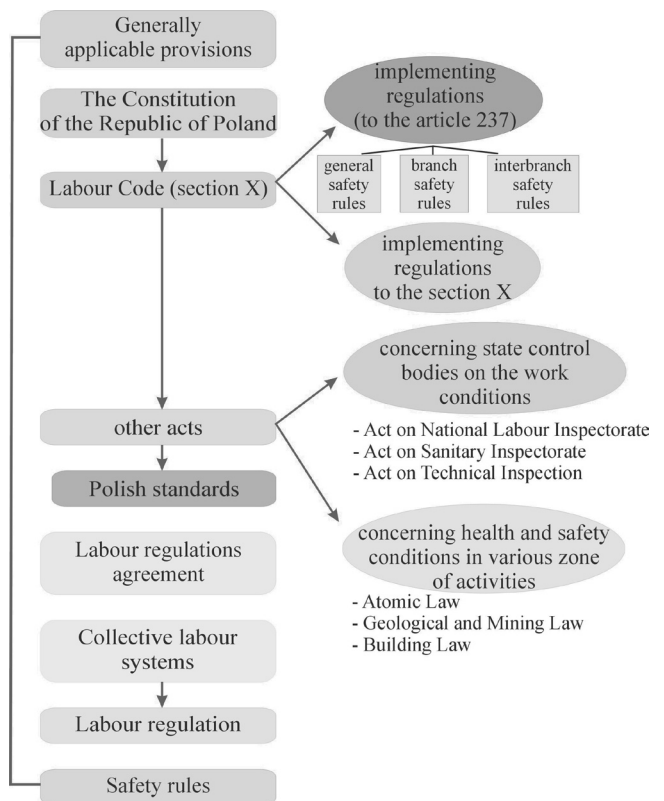 Generally
applicable provisions
The Constitution
of the Republic of Poland
Labour Code (section X)
implementing
regulations
(to the article 237)
general
safety
rules
branch
safety
rules
interbranch
safety
rules
implementing
regulations
to the section X
other acts
concerning state control
bodies on the work
conditions
- Act on National Labour Inspectorate
- Act on Sanitary Inspectorate
- Act on Technical Inspection
Polish standards
concerning health and safety
conditions in various zone
of activities
- Atomic Law
- Geological and Mining Law
- Building Law
Labour regulations
agreement
Collective labour
systems
Labour regulation
Safety rules